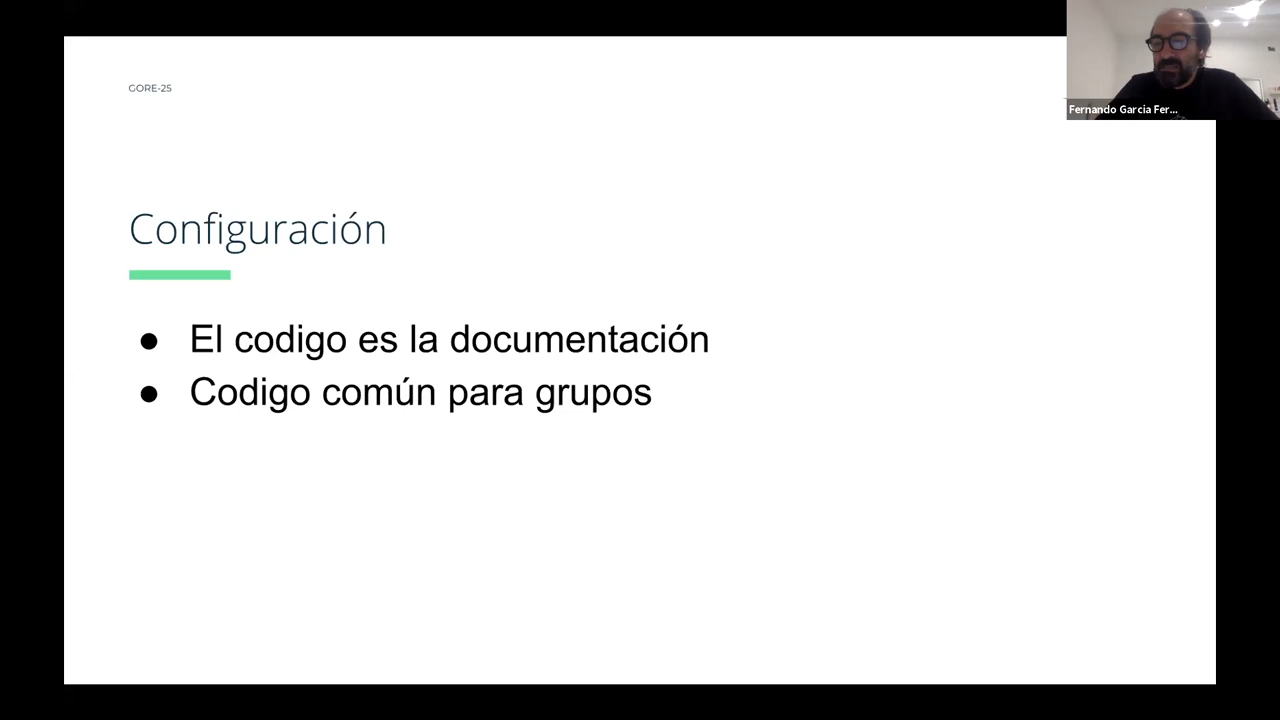 GORE-25
Fernando Garcia Fer...
Configuración
● El codigo es la documentación
● Codigo común para grupos